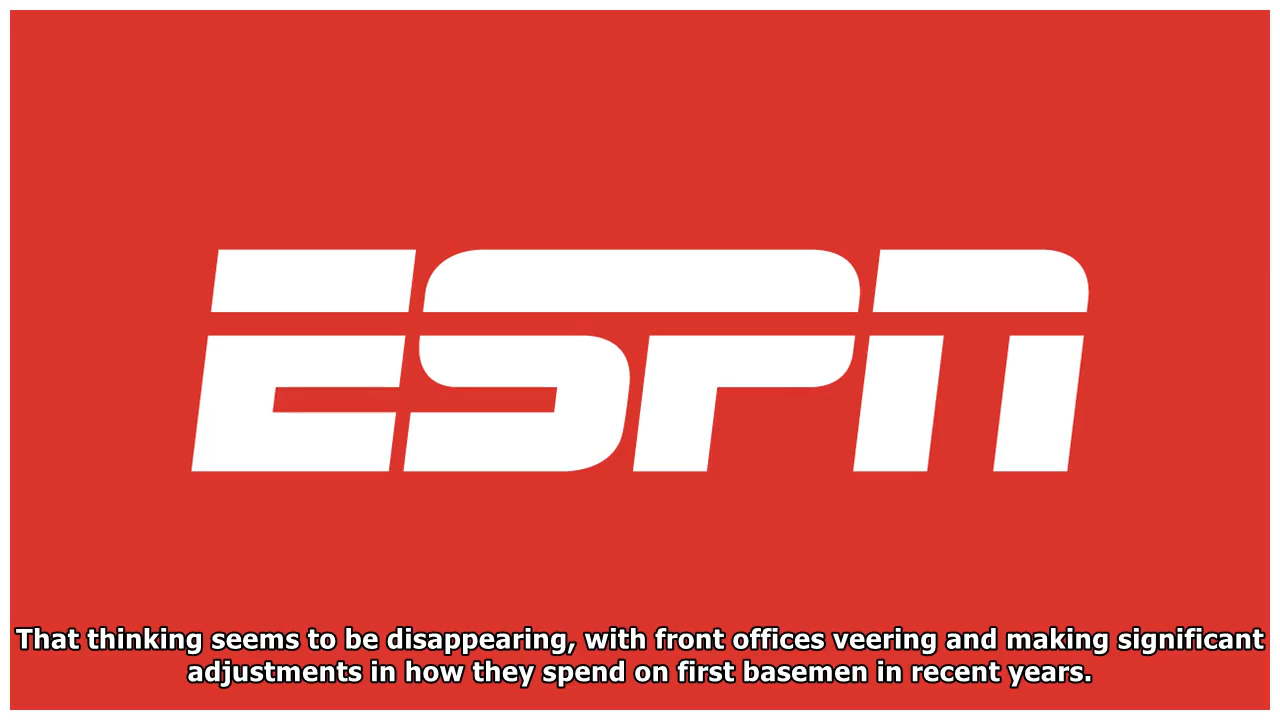 ESPN
That thinking seems to be disappearing, with front offices veering and making significant
adjustments in how they spend on first basemen in recent years.